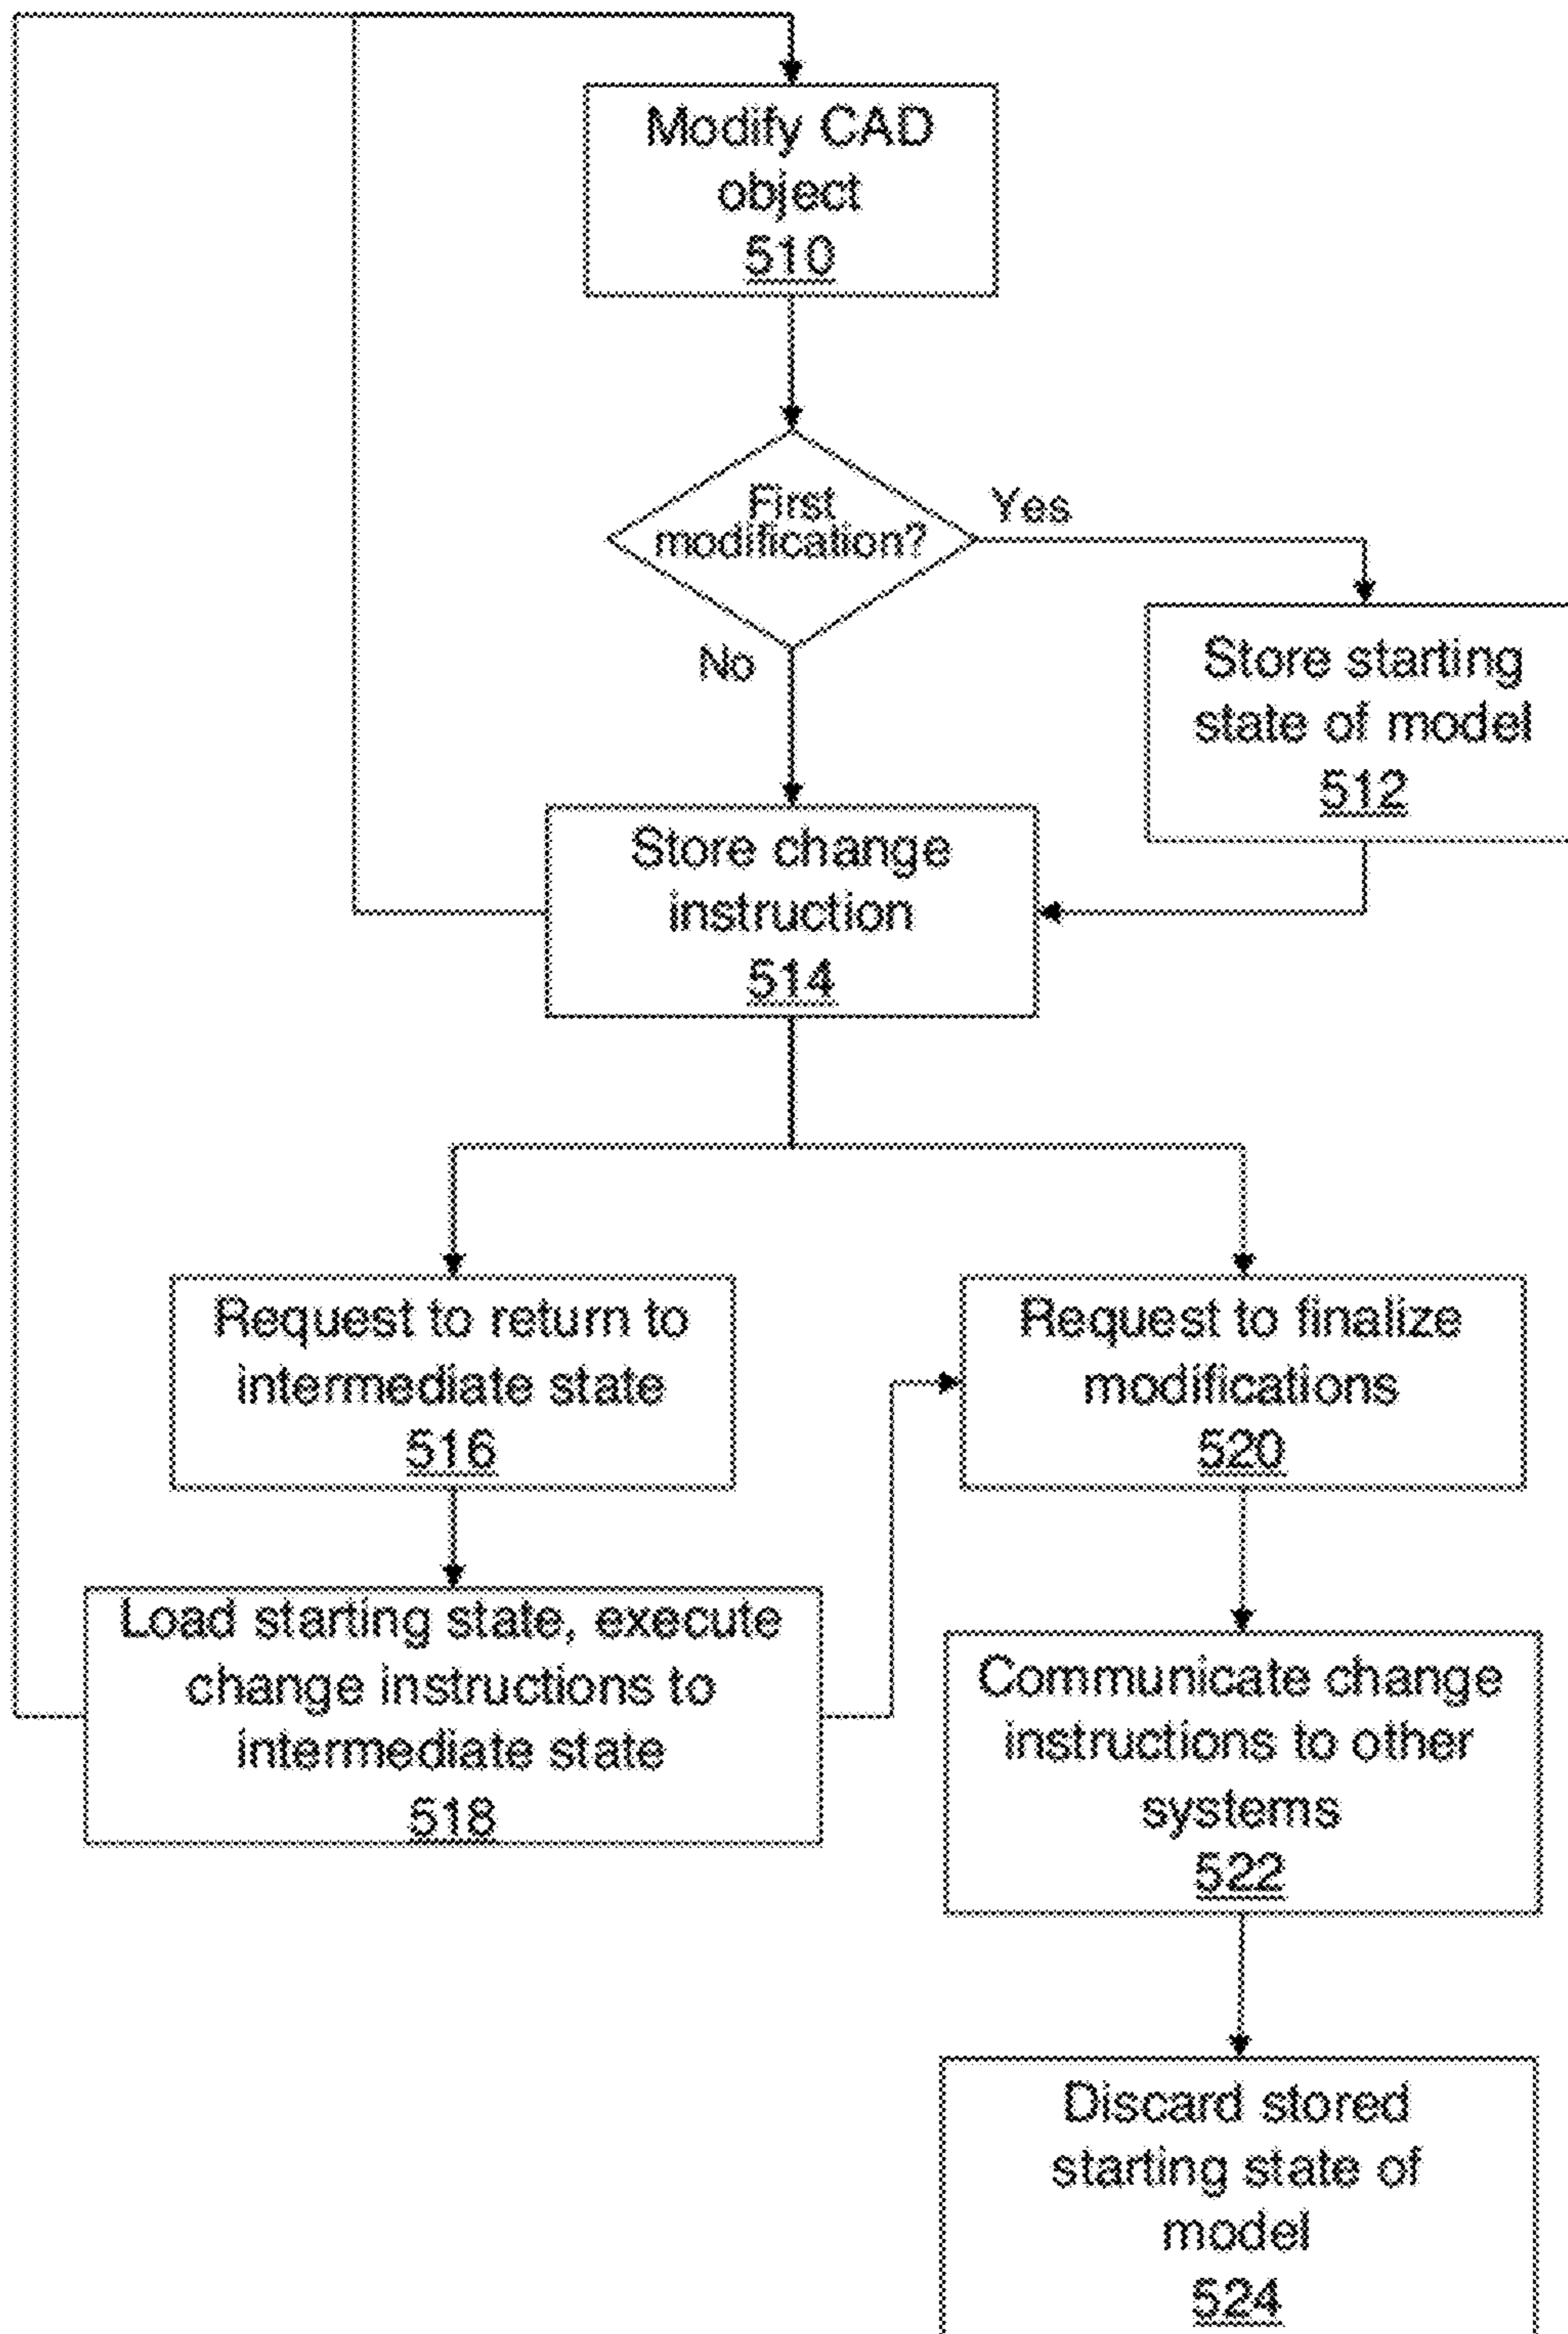 Modify CAD
object
510
First
modification?
Yes
No
Store starting
state of model
512
Store change
instruction
514
Request to return to
intermediate state
516
Request to finalize
modifications
520
Load starting state, execute
change instructions to
intermediate state
518
Communicate change
instructions to other
systems
522
Discard stored
starting state of
model
524